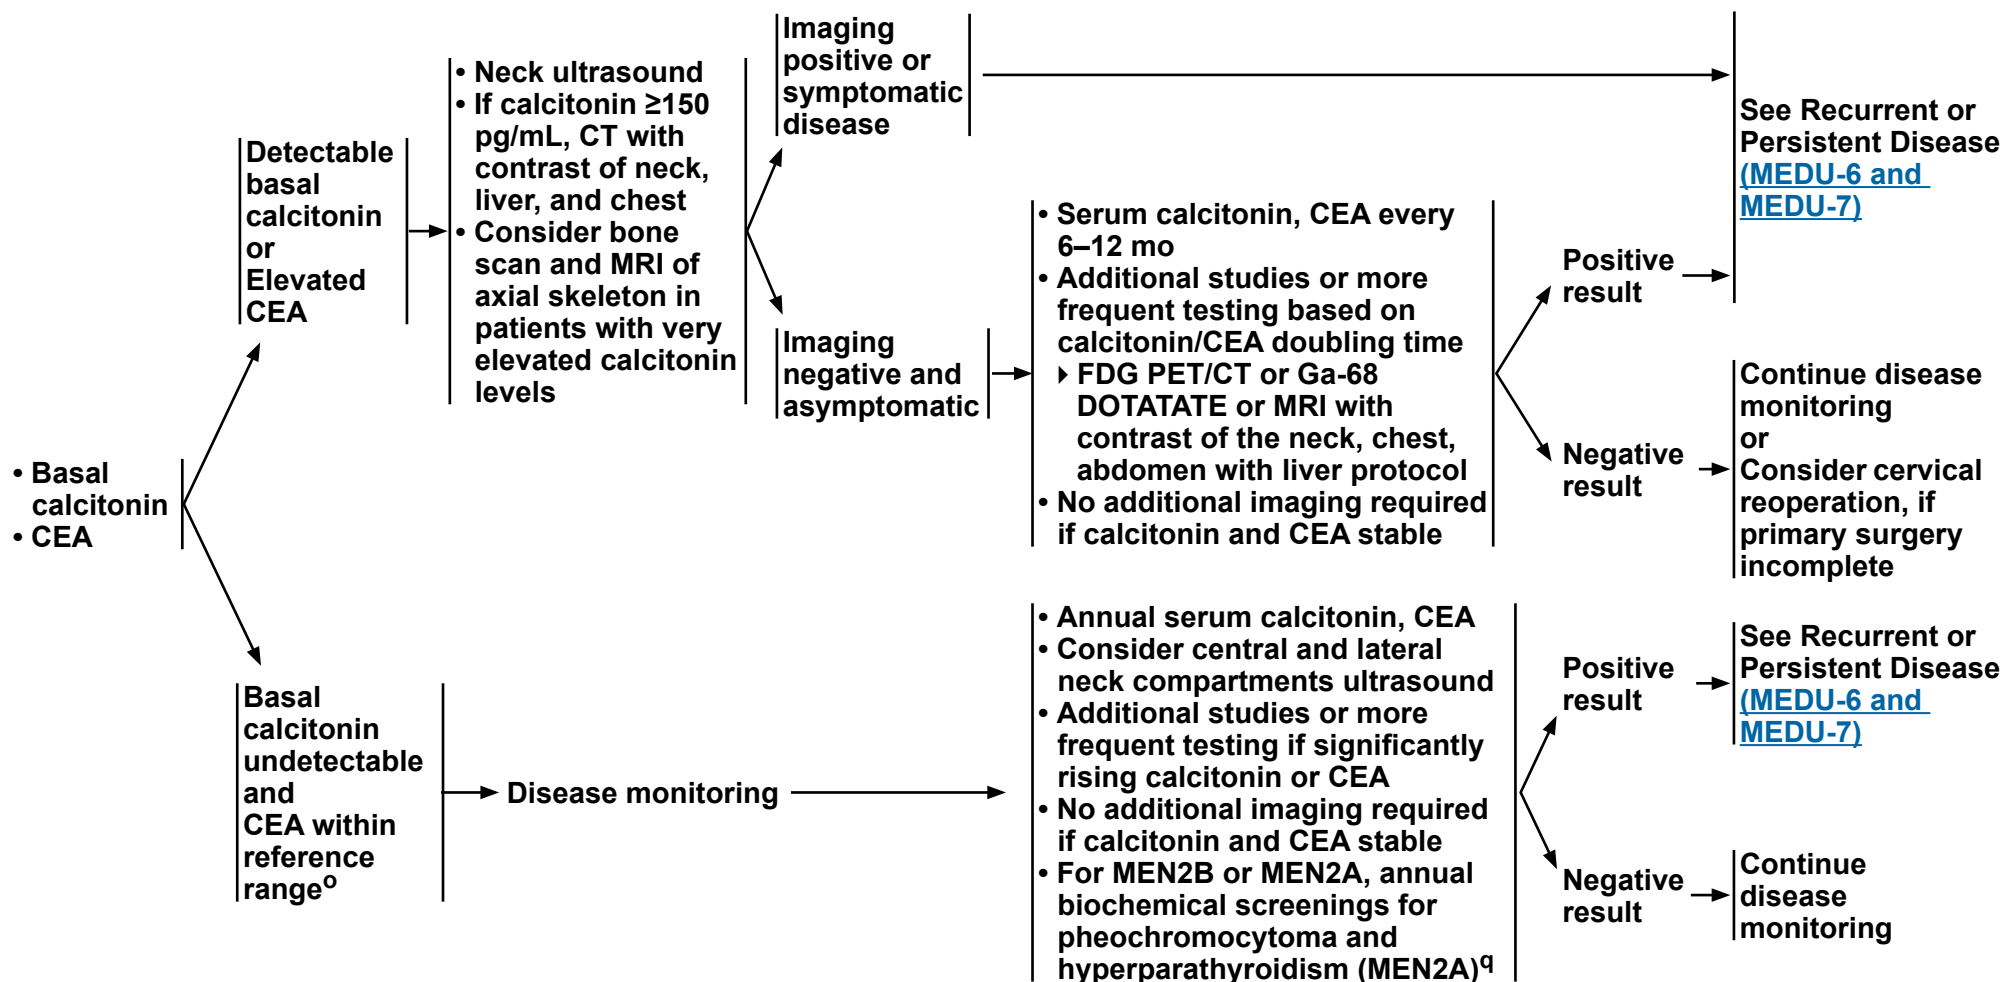 • Basal
calcitonin
• CEA
Detectable
basal
calcitonin
or
Elevated
CEA
• Neck ultrasound
• If calcitonin ≥150
pg/mL, CT with
contrast of neck,
liver, and chest
• Consider bone
scan and MRI of
axial skeleton in
patients with very
elevated calcitonin
levels
Imaging
positive or
symptomatic
disease
See Recurrent or
Persistent Disease
(MEDU-6 and
MEDU-7)
Imaging
negative and
asymptomatic
• Serum calcitonin, CEA every
6–12 mo
• Additional studies or more
frequent testing based on
calcitonin/CEA doubling time
▸ FDG PET/CT or Ga-68
DOTATATE or MRI with
contrast of the neck, chest,
abdomen with liver protocol
• No additional imaging required
if calcitonin and CEA stable
Positive
result
Negative
result
Continue disease
monitoring
or
Consider cervical
reoperation, if
primary surgery
incomplete
Basal
calcitonin
undetectable
and
CEA within
reference
rangeº
Disease monitoring
• Annual serum calcitonin, CEA
• Consider central and lateral
neck compartments ultrasound
• Additional studies or more
frequent testing if significantly
rising calcitonin or CEA
• No additional imaging required
if calcitonin and CEA stable
• For MEN2B or MEN2A, annual
biochemical screenings for
pheochromocytoma and
hyperparathyroidism (MEN2A)q
Positive
result
See Recurrent or
Persistent Disease
(MEDU-6 and
MEDU-7)
Negative
result
Continue
disease
monitoring